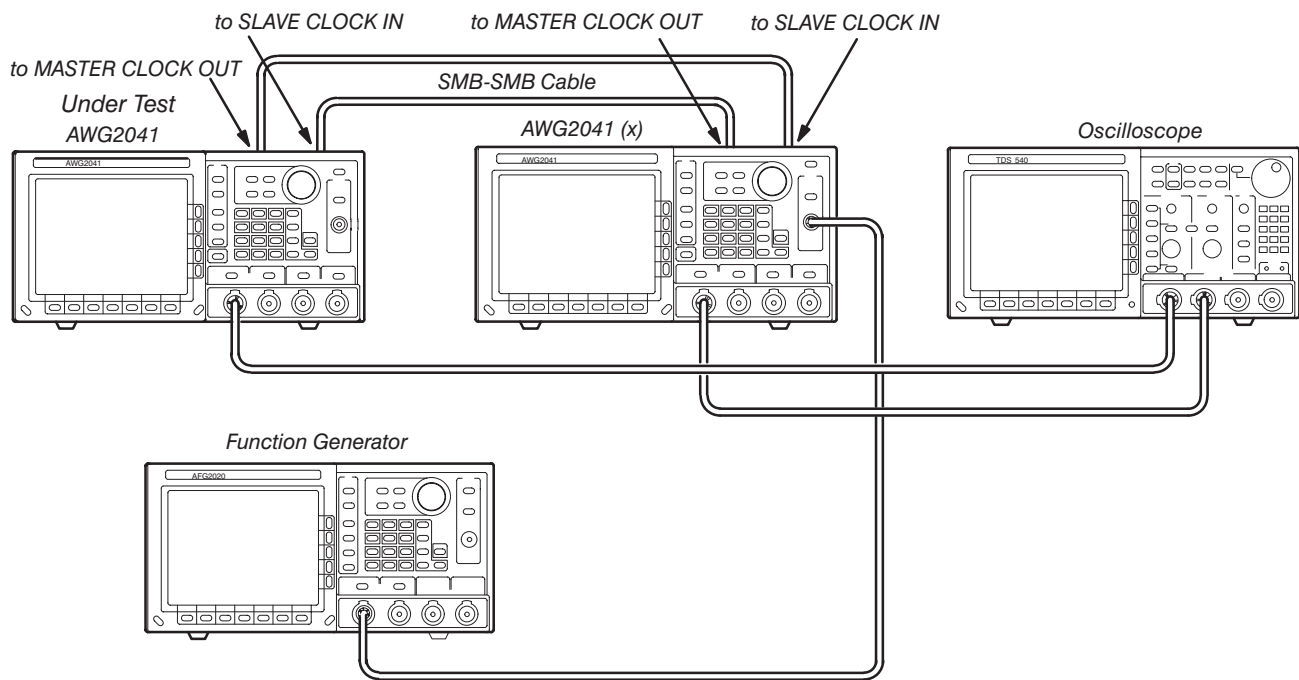 to SLAVE CLOCK IN
to MASTER CLOCK OUT
to SLAVE CLOCK IN
to MASTER CLOCK OUT
SMB-SMB Cable
Under Test
AWG2041
AWG2041 (x)
Oscilloscope
AWG2041
AWG2041
TDS 540
Function Generator
AFG2020